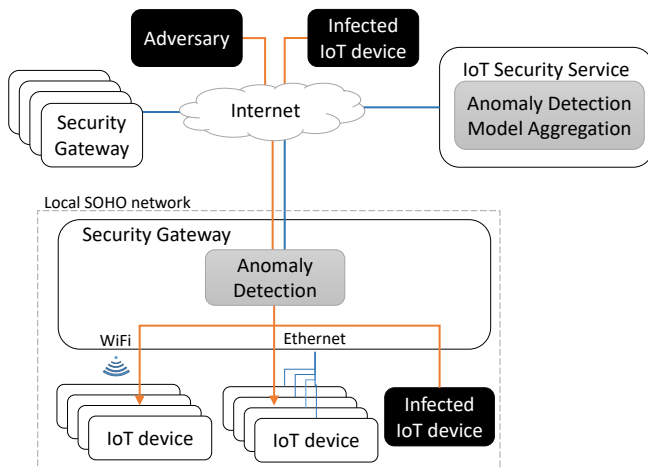 Adversary
Infected
IoT device
IoT Security Service
Anomaly Detection
Model Aggregation
Internet
Security
Gateway
Local SOHO network
Security Gateway
Anomaly
Detection
WiFi
Ethernet
IoT device
IoT device
Infected
IoT device